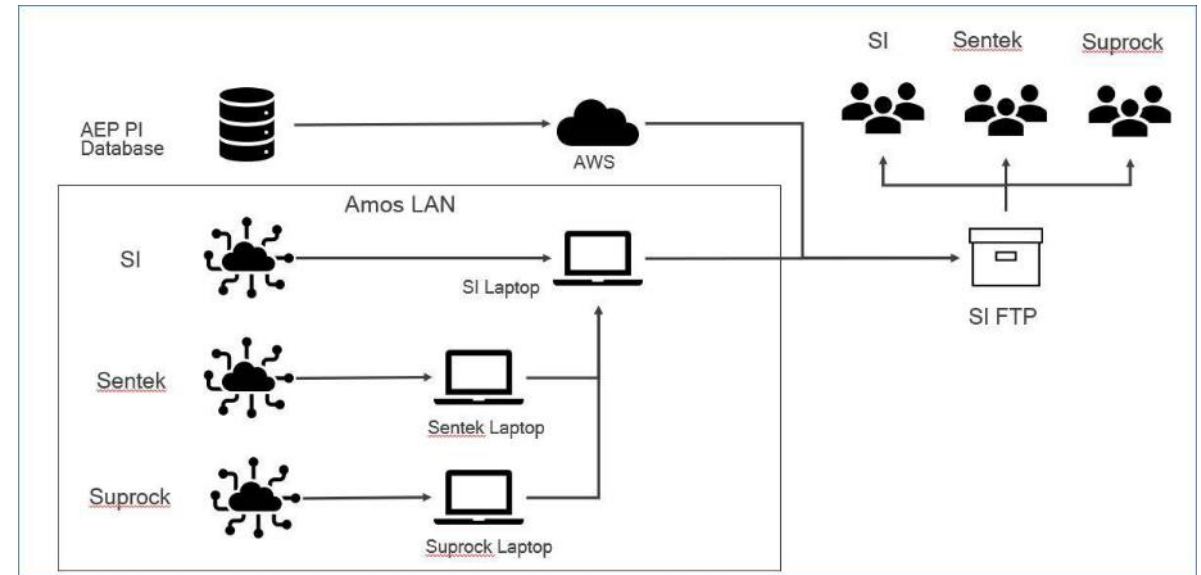 SI
Sentek
Suprock
AEP PI
Database
AWS
Amos LAN
SI
SI Laptop
SI FTP
Sentek
Sentek Laptop
Suprock
Suprock Laptop